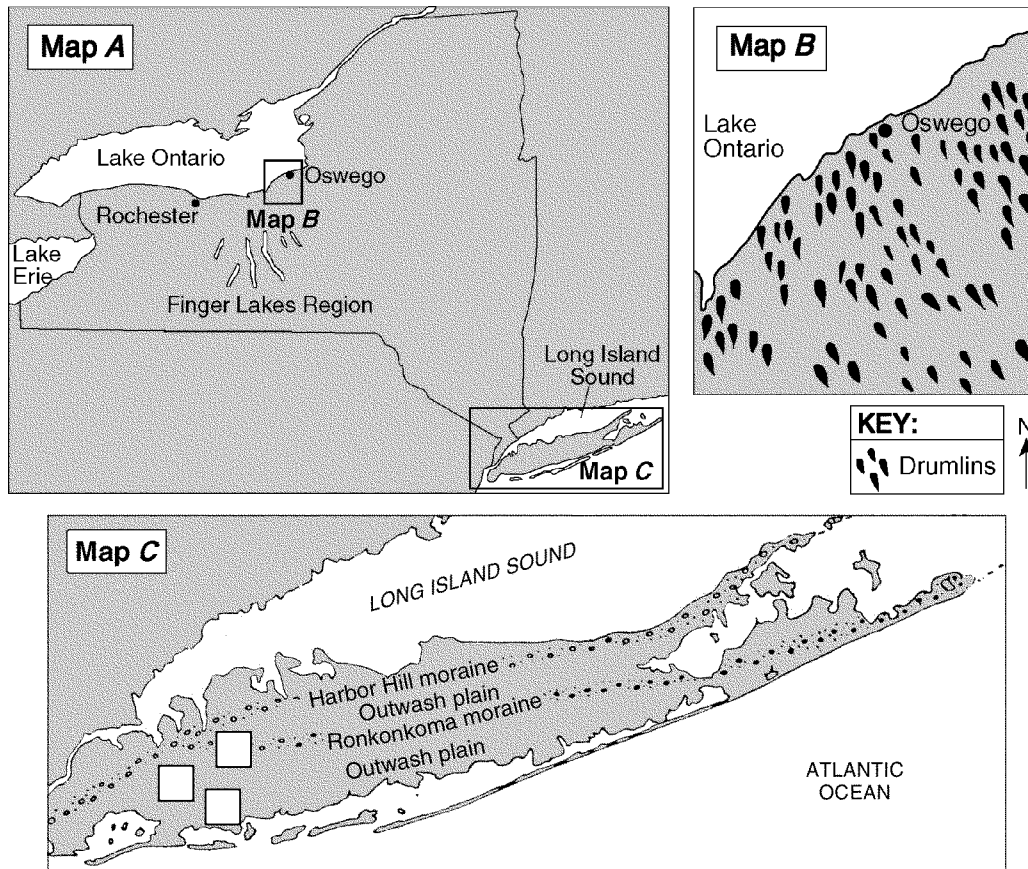 Map A
Lake Ontario
Oswego
Rochester
Map B
Lake
Erie
Finger Lakes Region
Long Island
Sound
Map C
Map B
Lake
Ontario
Oswego
KEY:
Drumlins
N
Map C
LONG ISLAND SOUND
Harbor Hill moraine
Outwash plain
Ronkonkoma moraine
Outwash plain
ATLANTIC
OCEAN